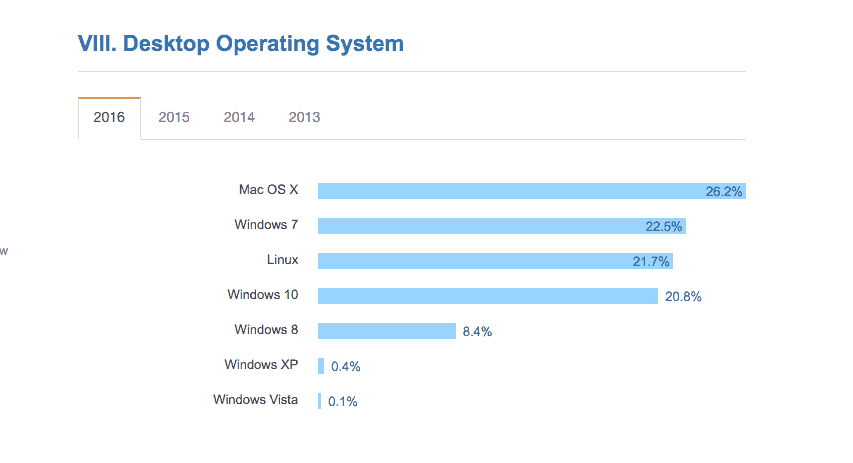 VIII. Desktop Operating System
2016 2015 2014 2013
Mac OS X 26.2%
Windows 7 22.5%
w
Linux 21.7%
Windows 10 20.8%
Windows 8 8.4%
Windows XP 0.4%
Windows Vista 0.1%